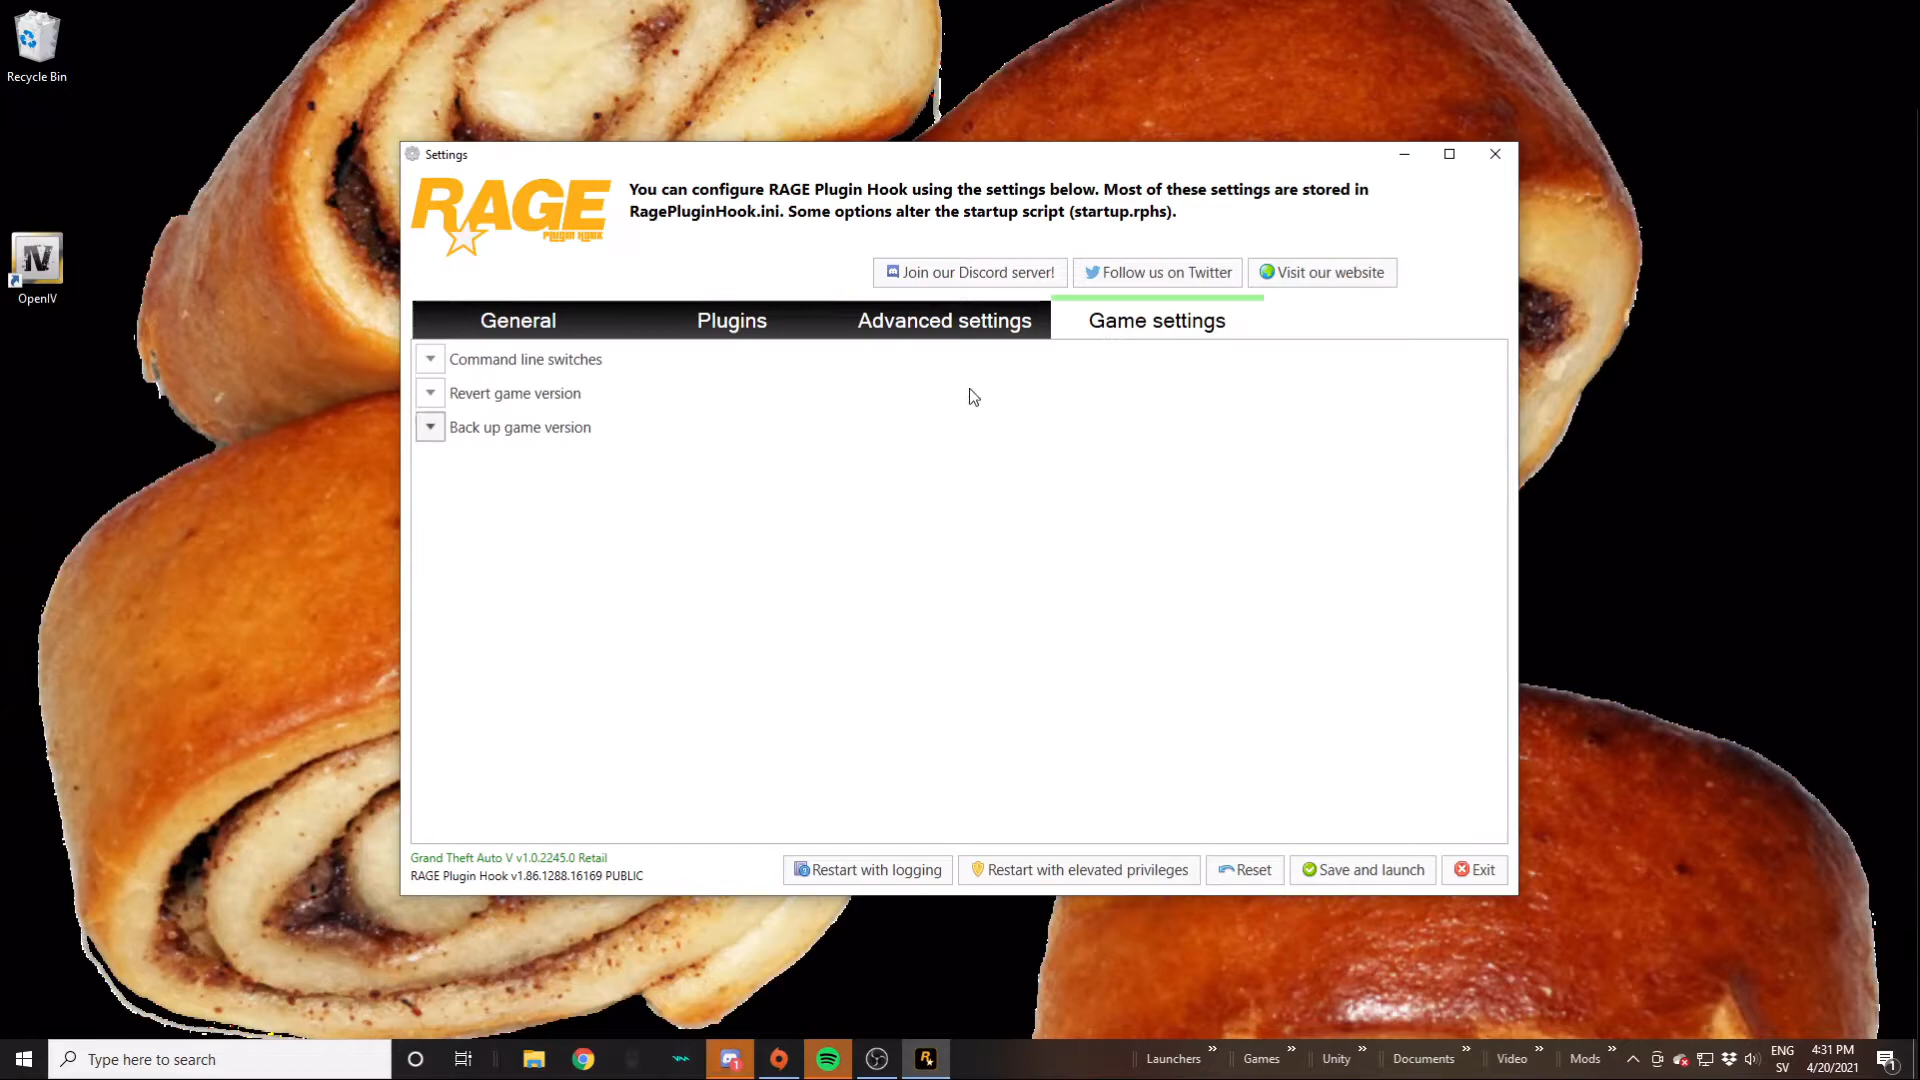 Recycle Bin
OpenIV
Settings
RAGE
PLUGIN HOOK
You can configure RAGE Plugin Hook using the settings below. Most of these settings are stored in
RagePluginHook.ini. Some options alter the startup script (startup.rphs).
Join our Discord server!
Follow us on Twitter
Visit our website
General
Plugins
Advanced settings
Game settings
Command line switches
Revert game version
Back up game version
Grand Theft Auto V v1.0.2245.0 Retail
RAGE Plugin Hook v1.86.1288.16169 PUBLIC
Restart with logging
Restart with elevated privileges
Reset
Save and launch
Exit
Type here to search
Launchers
Games
Unity
Documents
Video
Mods
ENG
SV
4:31 PM
4/20/2021